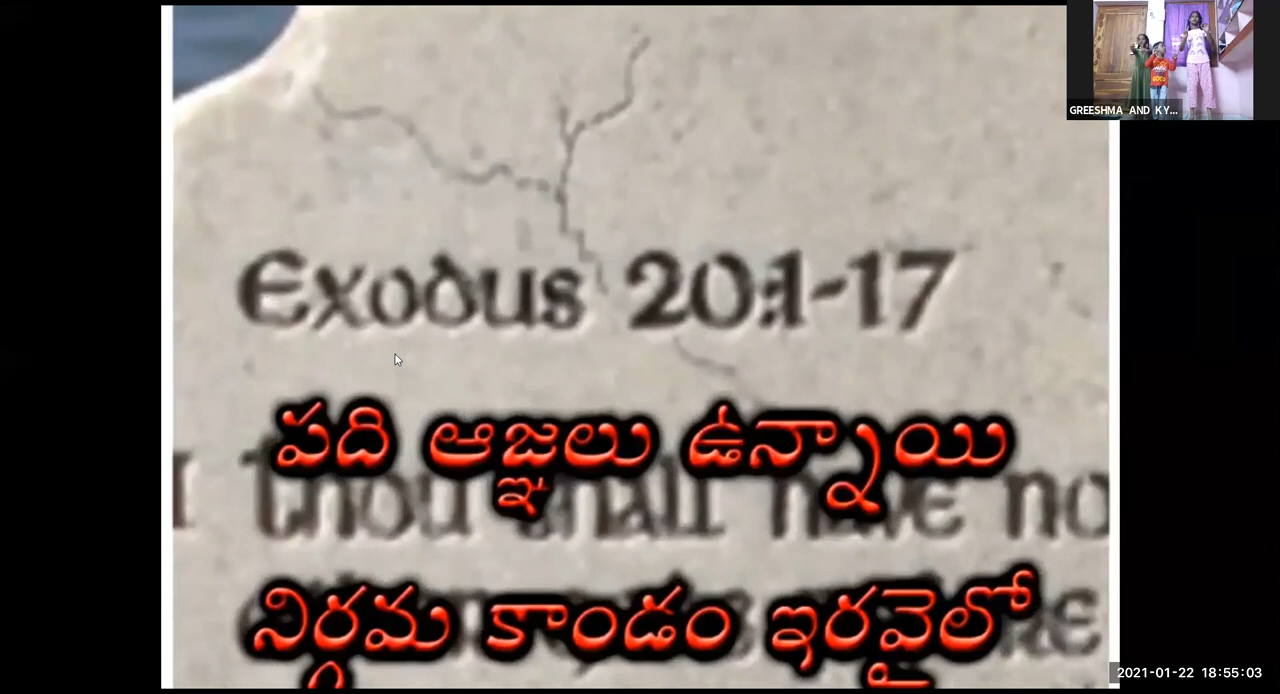 GREESHMA AND KY...
Exodus 20:1-17
పది ఆజ్ఞలు ఉన్నాయి
I thou shall have no
నిర్గమ కాండం ఇరవైలో
2021-01-22 18:55:03